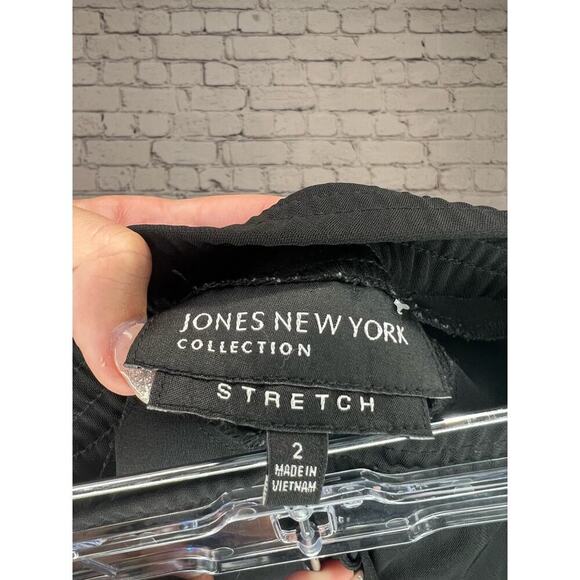 JONES NEW YORK
COLLECTION
STRETCH
2
MADE IN
VIETNAM